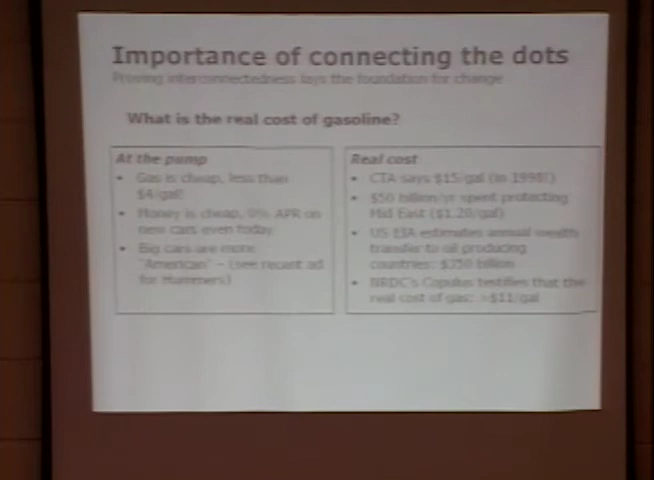 Importance of connecting the dots
Proving interconnectedness lays the foundation for change
What is the real cost of gasoline?
At the pump
• Gas is cheap, less than
$4/gal!
• Money is cheap, 0% APR on
new cars even today
• Big cars are more
"American" – (see recent ad
for Hummers)
Real cost
• CTA says $15/gal (in 1998!)
• $50 billion/yr spent protecting
Mid East ($1.20/gal)
• US EIA estimates annual wealth
transfer to oil producing
countries: $350 billion
• NRDC's Copulus testifies that the
real cost of gas: >$11/gal